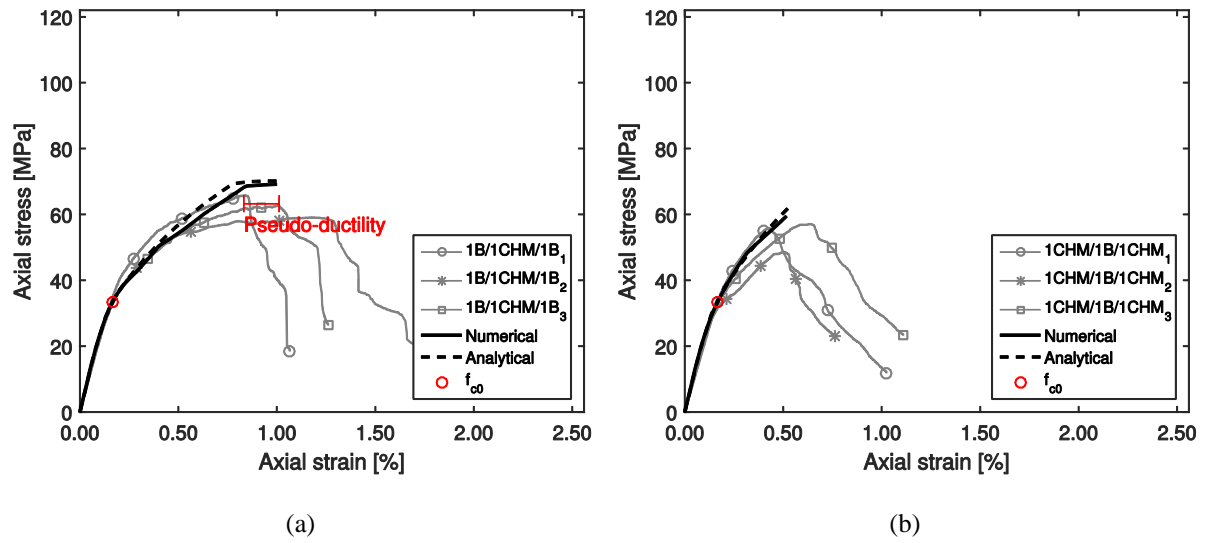 120
100
80
60
40
20
0
Axial stress [MPa]
0.00 0.50 1.00 1.50 2.00 2.50
Axial strain [%]
Pseudo-ductility
1B/1CHM/1B1
1B/1CHM/1B2
1B/1CHM/1B3
Numerical
Analytical
fc0
(a)
120
100
80
60
40
20
0
Axial stress [MPa]
0.00 0.50 1.00 1.50 2.00 2.50
Axial strain [%]
1CHM/1B/1CHM1
1CHM/1B/1CHM2
1CHM/1B/1CHM3
Numerical
Analytical
fc0
(b)